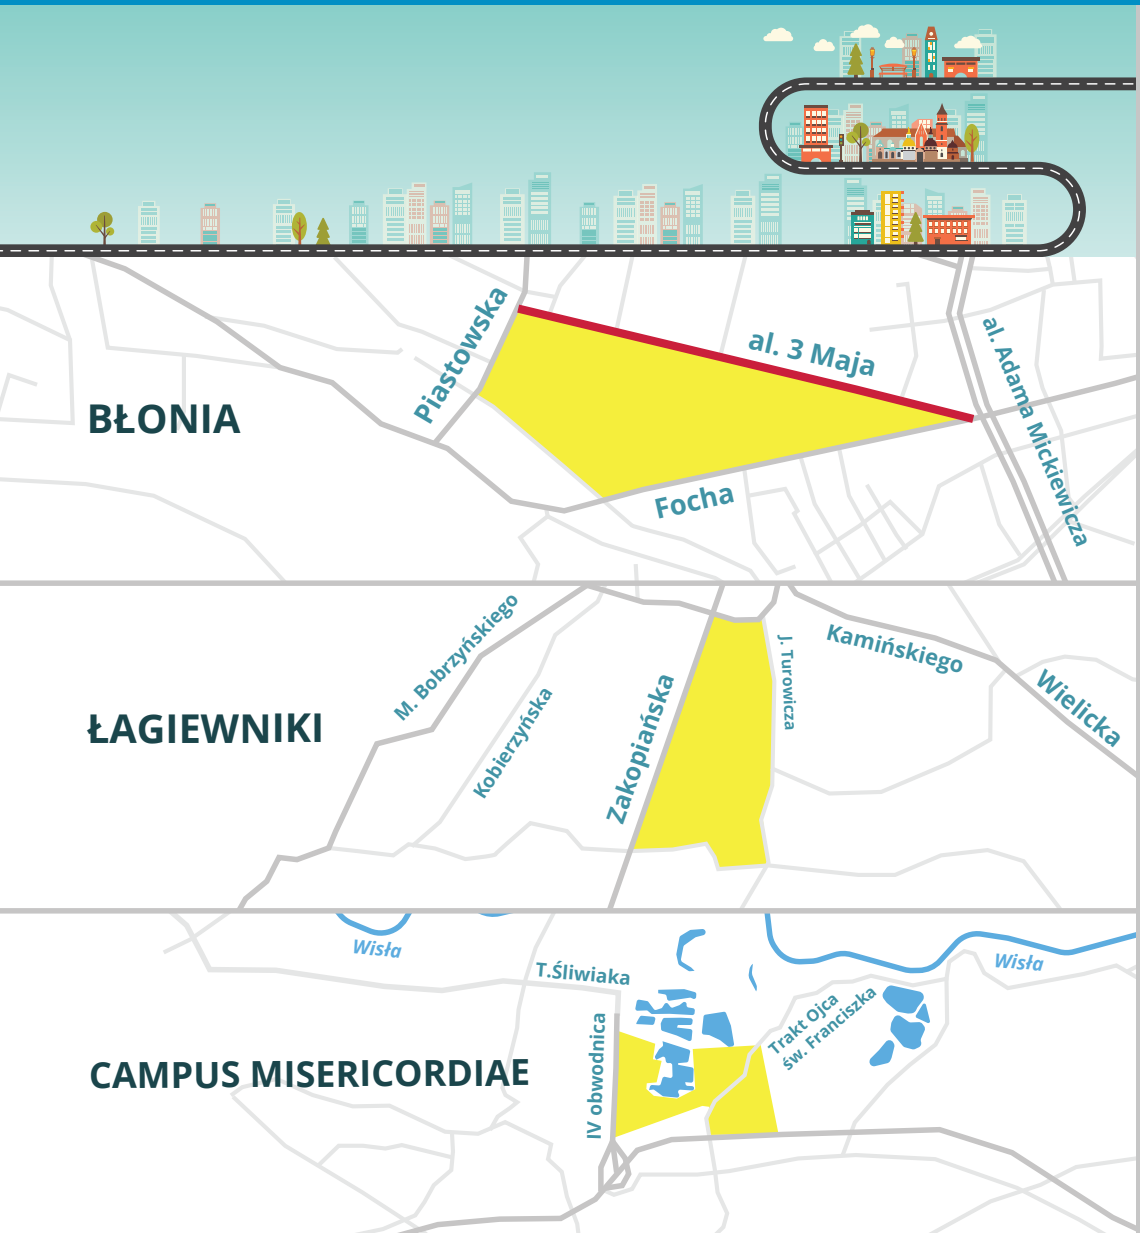 Piastowska
al. 3 Maja
al. Adama Mickiewicza
BŁONIA
Focha
M. Bobrzyńskiego
Kobierzyńska
Zakopiańska
J. Turowicza
Kamińskiego
Wielicka
ŁAGIEWNIKI
Wisła
Wisła
T.Śliwiaka
IV obwodnica
Trakt Ojca
św. Franciszka
CAMPUS MISERICORDIAE